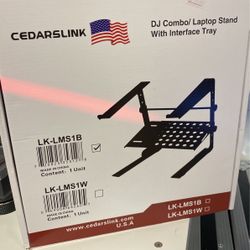 CEDARSLINK
DJ Combo/ Laptop Stand
With Interface Tray
LK-LMS1B
Content: 1 Unit
LK-LMS1W
Content: 1 Unit
LK-LMS1B
LK-LMS1W
www.cedarslink.com
U.S.A